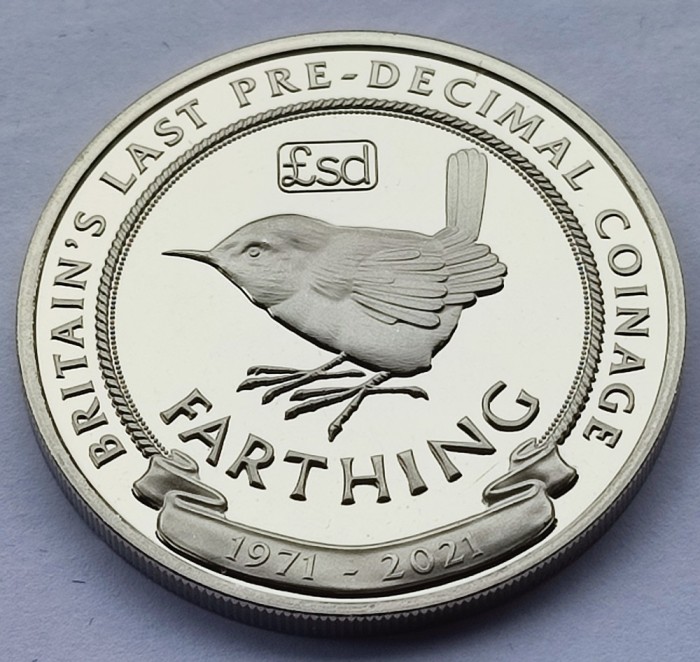 BRITAIN'S LAST PRE-DECIMAL COINAGE
£sd
FARTHING
1971 - 2021